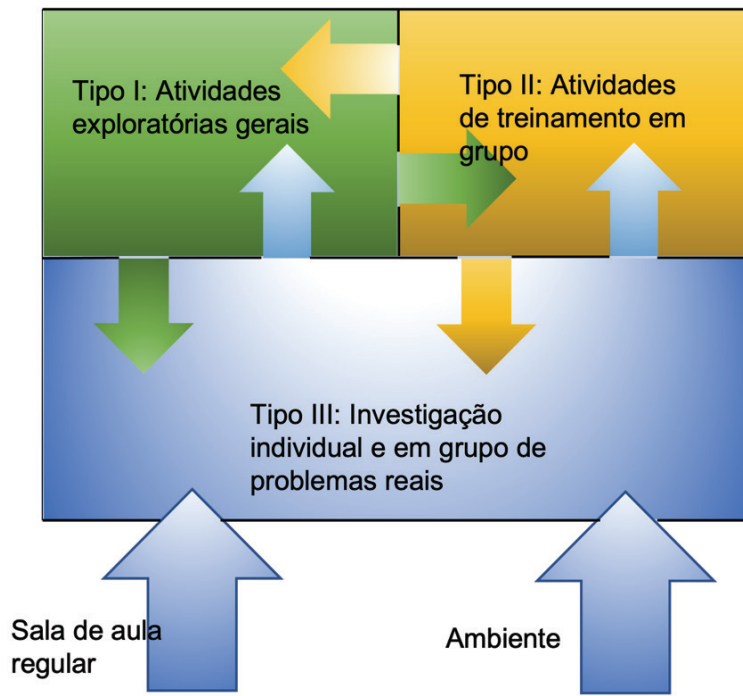 Tipo I: Atividades
exploratórias gerais
Tipo II: Atividades
de treinamento em
grupo
Tipo III: Investigação
individual e em grupo de
problemas reais
Sala de aula
regular
Ambiente